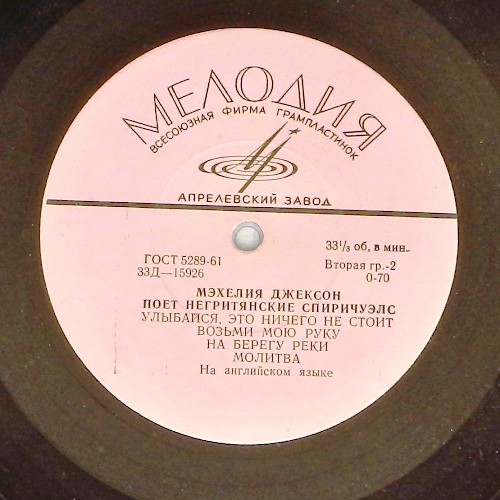 МЕЛОДИЯ
ВСЕСОЮЗНАЯ ФИРМА ГРАМПЛАСТИНОК
АПРЕЛЕВСКИЙ ЗАВОД
ГОСТ 5289-61
33Д—15926
33⅓ об, в мин.
Вторая гр.-2
0-70
МЭХЕЛИЯ ДЖЕКСОН
ПОЕТ НЕГРИТЯНСКИЕ СПИРИЧУЭЛС
УЛЫБАЙСЯ, ЭТО НИЧЕГО НЕ СТОИТ
ВОЗЬМИ МОЮ РУКУ
НА БЕРЕГУ РЕКИ
МОЛИТВА
На английском языке